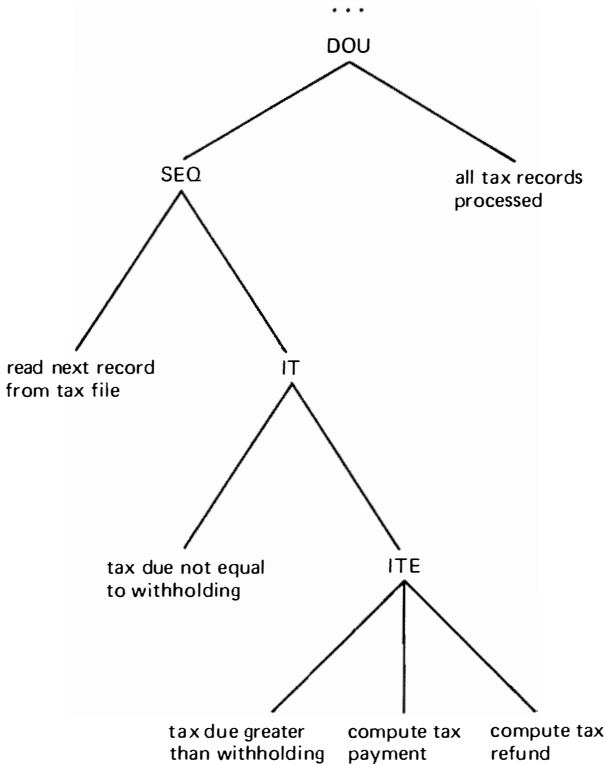 ...
DOU
SEQ
all tax records
processed
read next record
from tax file
IT
tax due not equal
to withholding
ITE
tax due greater
than withholding
compute tax
payment
compute tax
refund